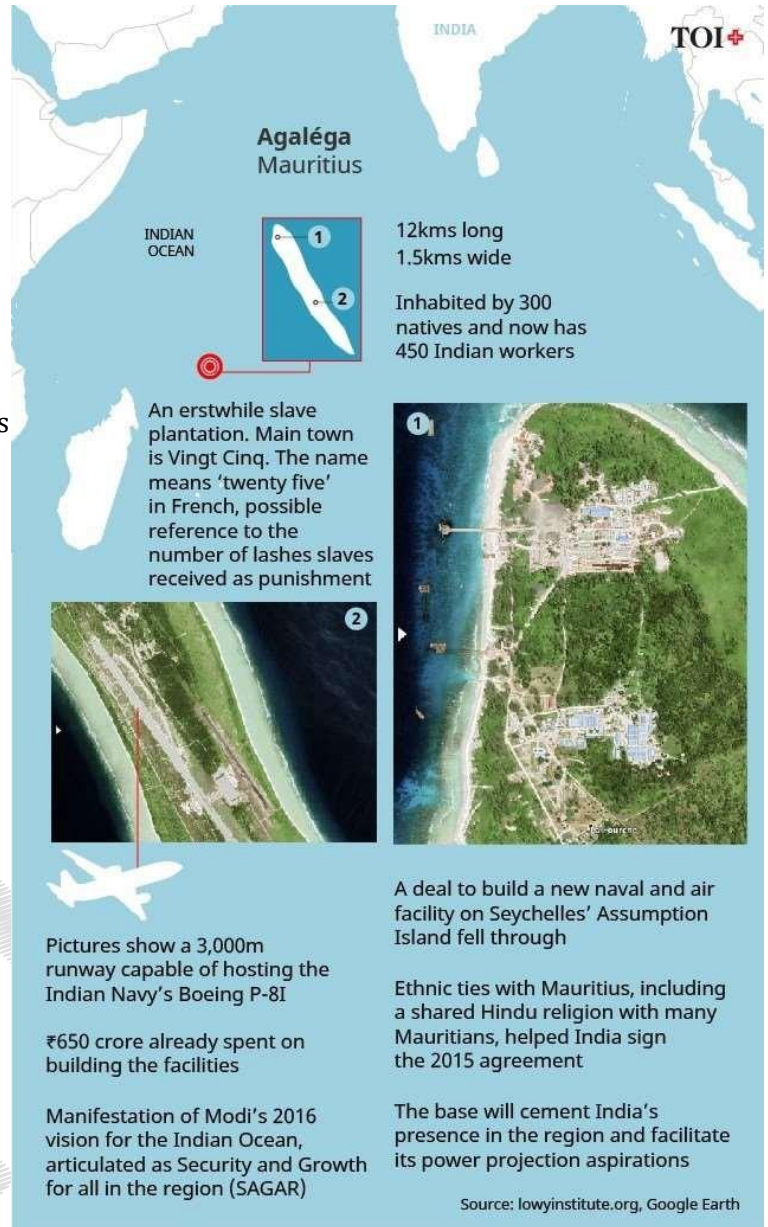 INDIA
TOI+
Agaléga
Mauritius
INDIAN
OCEAN
1
2
12kms long
1.5kms wide
Inhabited by 300
natives and now has
450 Indian workers
s
An erstwhile slave
plantation. Main town
is Vingt Cinq. The name
means ‘twenty five’
in French, possible
reference to the
number of lashes slaves
received as punishment
1
2
Pictures show a 3,000m
runway capable of hosting the
Indian Navy’s Boeing P-8I
₹650 crore already spent on
building the facilities
Manifestation of Modi’s 2016
vision for the Indian Ocean,
articulated as Security and Growth
for all in the region (SAGAR)
A deal to build a new naval and air
facility on Seychelles’ Assumption
Island fell through
Ethnic ties with Mauritius, including
a shared Hindu religion with many
Mauritians, helped India sign
the 2015 agreement
The base will cement India’s
presence in the region and facilitate
its power projection aspirations
Source: lowyinstitute.org, Google Earth